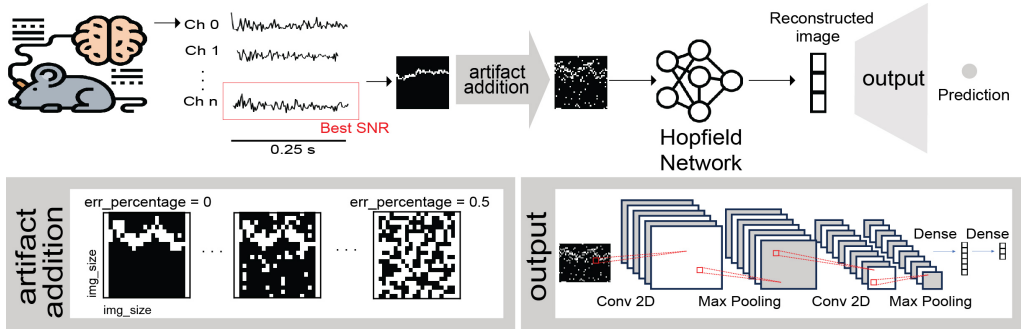 Ch 0
Ch 1
Ch n
Best SNR
0.25 s
artifact
addition
Hopfield
Network
Reconstructed
image
output
Prediction
artifact
addition
err_percentage = 0
err_percentage = 0.5
img_size
img_size
output
Conv 2D
Max Pooling
Conv 2D
Max Pooling
Dense
Dense